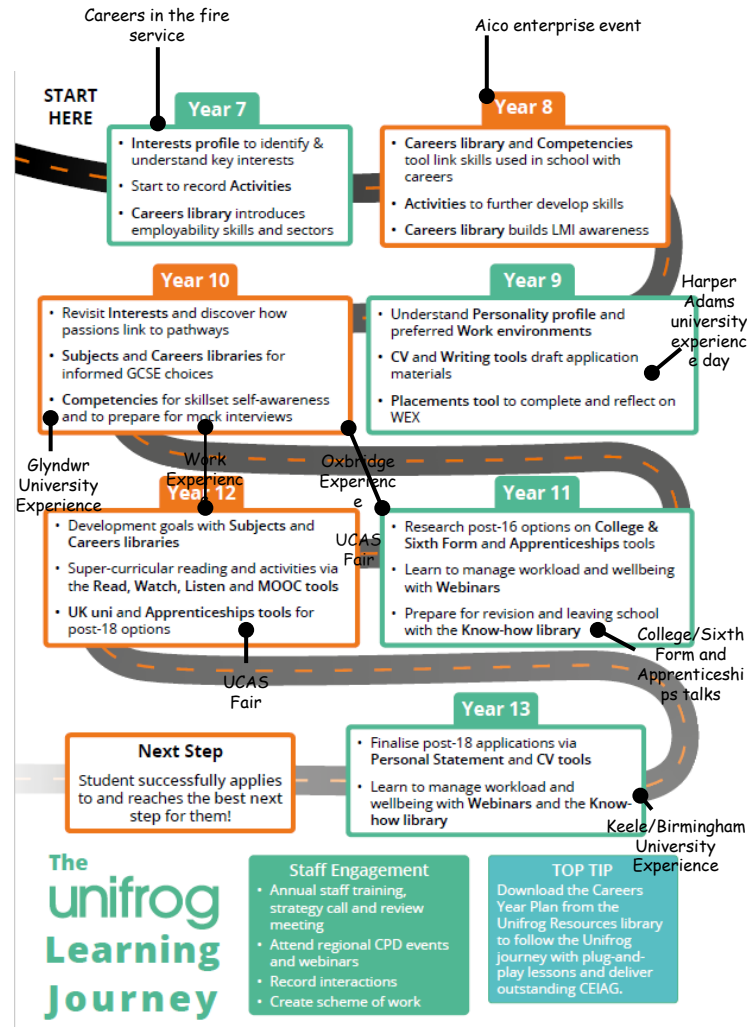 Careers in the fire
service
Aico enterprise event
START
HERE
Year 7
• Interests profile to identify &
understand key interests
• Start to record Activities
• Careers library introduces
employability skills and sectors
Year 8
• Careers library and Competencies
tool link skills used in school with
careers
• Activities to further develop skills
• Careers library builds LMI awareness
Year 9
• Understand Personality profile and
preferred Work environments
• CV and Writing tools draft application
materials
• Placements tool to complete and reflect on
WEX
Harper
Adams
university
experienc
e day
Year 10
• Revisit Interests and discover how
passions link to pathways
• Subjects and Careers libraries for
informed GCSE choices
• Competencies for skillset self-awareness
and to prepare for mock interviews
Glyndwr
University
Experience
Work
Experienc
e
Oxbridge
Experienc
e
Year 11
• Research post-16 options on College &
Sixth Form and Apprenticeships tools
• Learn to manage workload and wellbeing
with Webinars
• Prepare for revision and leaving school
with the Know-how library
College/Sixth
Form and
Apprenticeshi
ps talks
UCAS
Fair
Year 12
• Development goals with Subjects and
Careers libraries
• Super-curricular reading and activities via
the Read, Watch, Listen and MOOC tools
• UK uni and Apprenticeships tools for
post-18 options
UCAS
Fair
Year 13
• Finalise post-18 applications via
Personal Statement and CV tools
• Learn to manage workload and
wellbeing with Webinars and the Know-
how library
Keele/Birmingham
University
Experience
Next Step
Student successfully applies
to and reaches the best next
step for them!
The
unifrog
Learning
Journey
Staff Engagement
• Annual staff training,
strategy call and review
meeting
• Attend regional CPD events
and webinars
• Record interactions
• Create scheme of work
TOP TIP
Download the Careers
Year Plan from the
Unifrog Resources library
to follow the Unifrog
journey with plug-and-
play lessons and deliver
outstanding CEIAG.